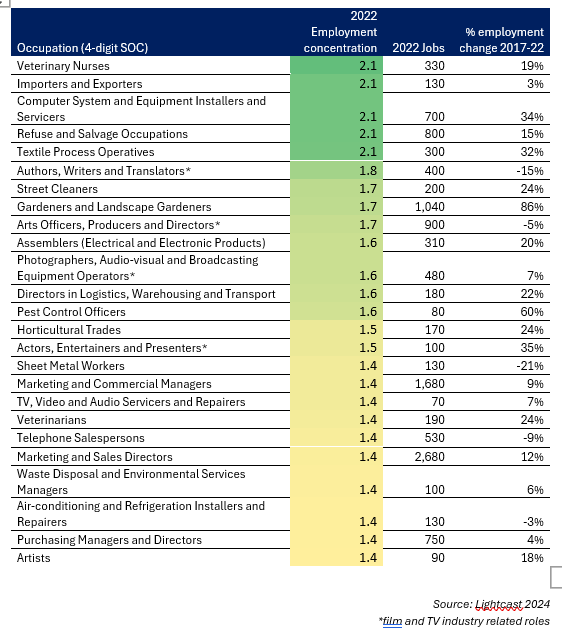 2022
Employment % employment
Occupation (4-digit SOC) concentration 2022 Jobs change 2017-22
Veterinary Nurses 2.1 330 19%
Importers and Exporters 2.1 130 3%
Computer System and Equipment Installers and
Servicers 2.1 700 34%
Refuse and Salvage Occupations 2.1 800 15%
Textile Process Operatives 2.1 300 32%
Authors, Writers and Translators* 1.8 400 -15%
Street Cleaners 1.7 200 24%
Gardeners and Landscape Gardeners 1.7 1,040 86%
Arts Officers, Producers and Directors* 1.7 900 -5%
Assemblers (Electrical and Electronic Products) 1.6 310 20%
Photographers, Audio-visual and Broadcasting
Equipment Operators* 1.6 480 7%
Directors in Logistics, Warehousing and Transport 1.6 180 22%
Pest Control Officers 1.6 80 60%
Horticultural Trades 1.5 170 24%
Actors, Entertainers and Presenters* 1.5 100 35%
Sheet Metal Workers 1.4 130 -21%
Marketing and Commercial Managers 1.4 1,680 9%
TV, Video and Audio Servicers and Repairers 1.4 70 7%
Veterinarians 1.4 190 24%
Telephone Salespersons 1.4 530 -9%
Marketing and Sales Directors 1.4 2,680 12%
Waste Disposal and Environmental Services
Managers 1.4 100 6%
Air-conditioning and Refrigeration Installers and
Repairers 1.4 130 -3%
Purchasing Managers and Directors 1.4 750 4%
Artists 1.4 90 18%
Source: Lightcast 2024
*film and TV industry related roles